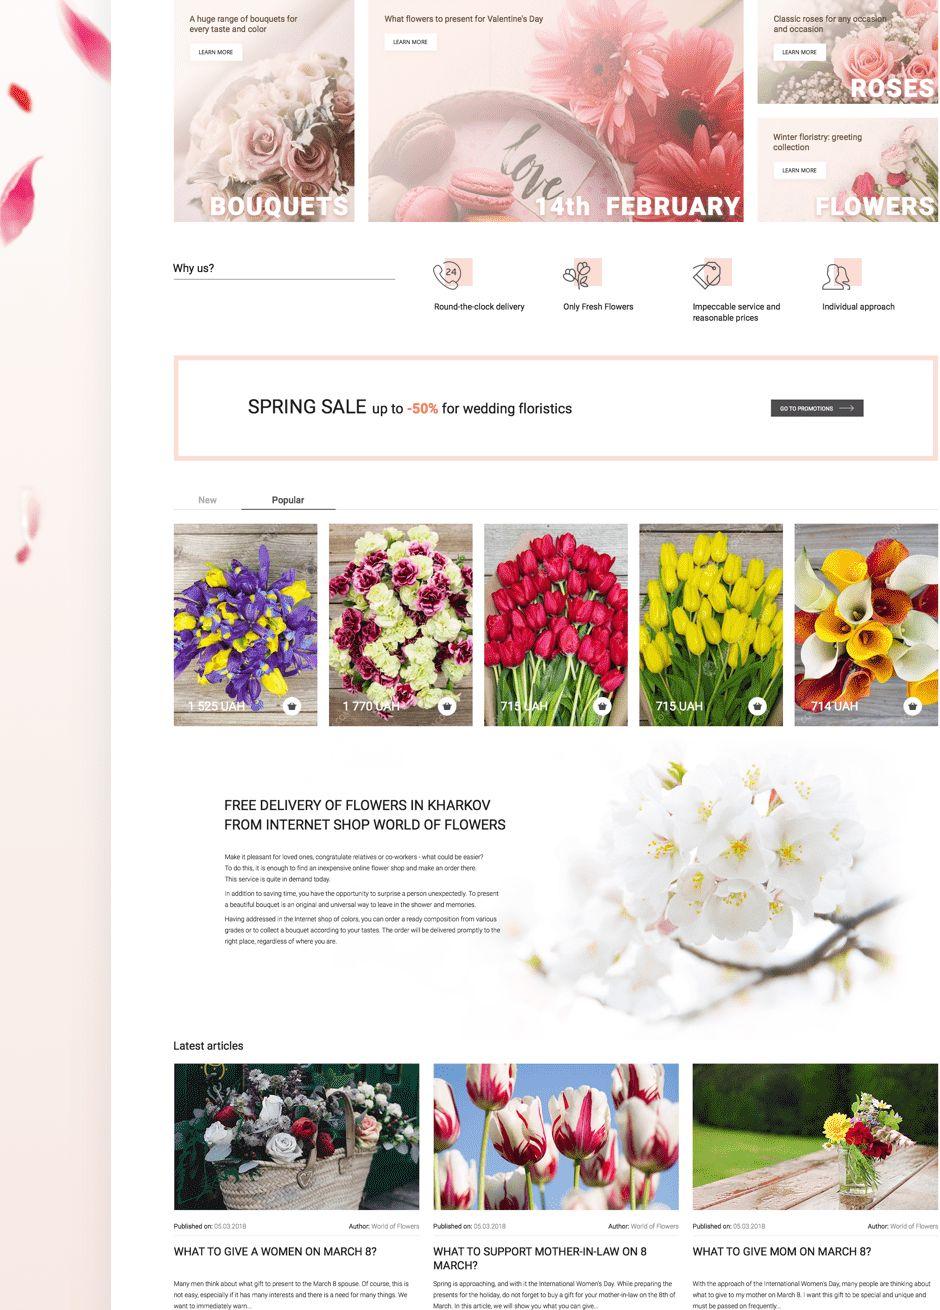 A huge range of bouquets for
every taste and color
LEARN MORE
BOUQUETS
What flowers to present for Valentine's Day
LEARN MORE
love
14th FEBRUARY
Classic roses for any occasion
and occasion
LEARN MORE
ROSES
Winter floristry: greeting
collection
LEARN MORE
FLOWERS
Why us?
24
Round-the-clock delivery
Only Fresh Flowers
Impeccable service and
reasonable prices
Individual approach
SPRING SALE up to -50% for wedding floristics
GO TO PROMOTIONS
New
Popular
1 525 UAH
1 770 UAH
715 UAH
715 UAH
714 UAH
FREE DELIVERY OF FLOWERS IN KHARKOV
FROM INTERNET SHOP WORLD OF FLOWERS
Make it pleasant for loved ones, congratulate relatives or co-workers - what could be easier?
To do this, it is enough to find an inexpensive online flower shop and make an order there.
This service is quite in demand today.
In addition to saving time, you have the opportunity to surprise a person unexpectedly. To present
a beautiful bouquet is an original and universal way to leave in the shower and memories.
Having addressed in the Internet shop of colors, you can order a ready composition from various
grades or to collect a bouquet according to your tastes. The order will be delivered promptly to the
right place, regardless of where you are.
Latest articles
Published on: 05.03.2018
Author: World of Flowers
WHAT TO GIVE A WOMEN ON MARCH 8?
Many men think about what gift to present to the March 8 spouse. Of course, this is
not easy, especially if it has many interests and there is a need for many things. We
want to immediately warn...
Published on: 05.03.2018
Author: World of Flowers
WHAT TO SUPPORT MOTHER-IN-LAW ON 8
MARCH?
Spring is approaching, and with it the International Women's Day. While preparing the
presents for the holiday, do not forget to buy a gift for your mother-in-law on the 8th of
March. In this article, we will show you what you can give...
Published on: 05.03.2018
Author: World of Flowers
WHAT TO GIVE MOM ON MARCH 8?
With the approach of the International Women's Day, many people are thinking about
what to give to my mother on March 8. I want this gift to be special and unique and
must be passed on frequently...